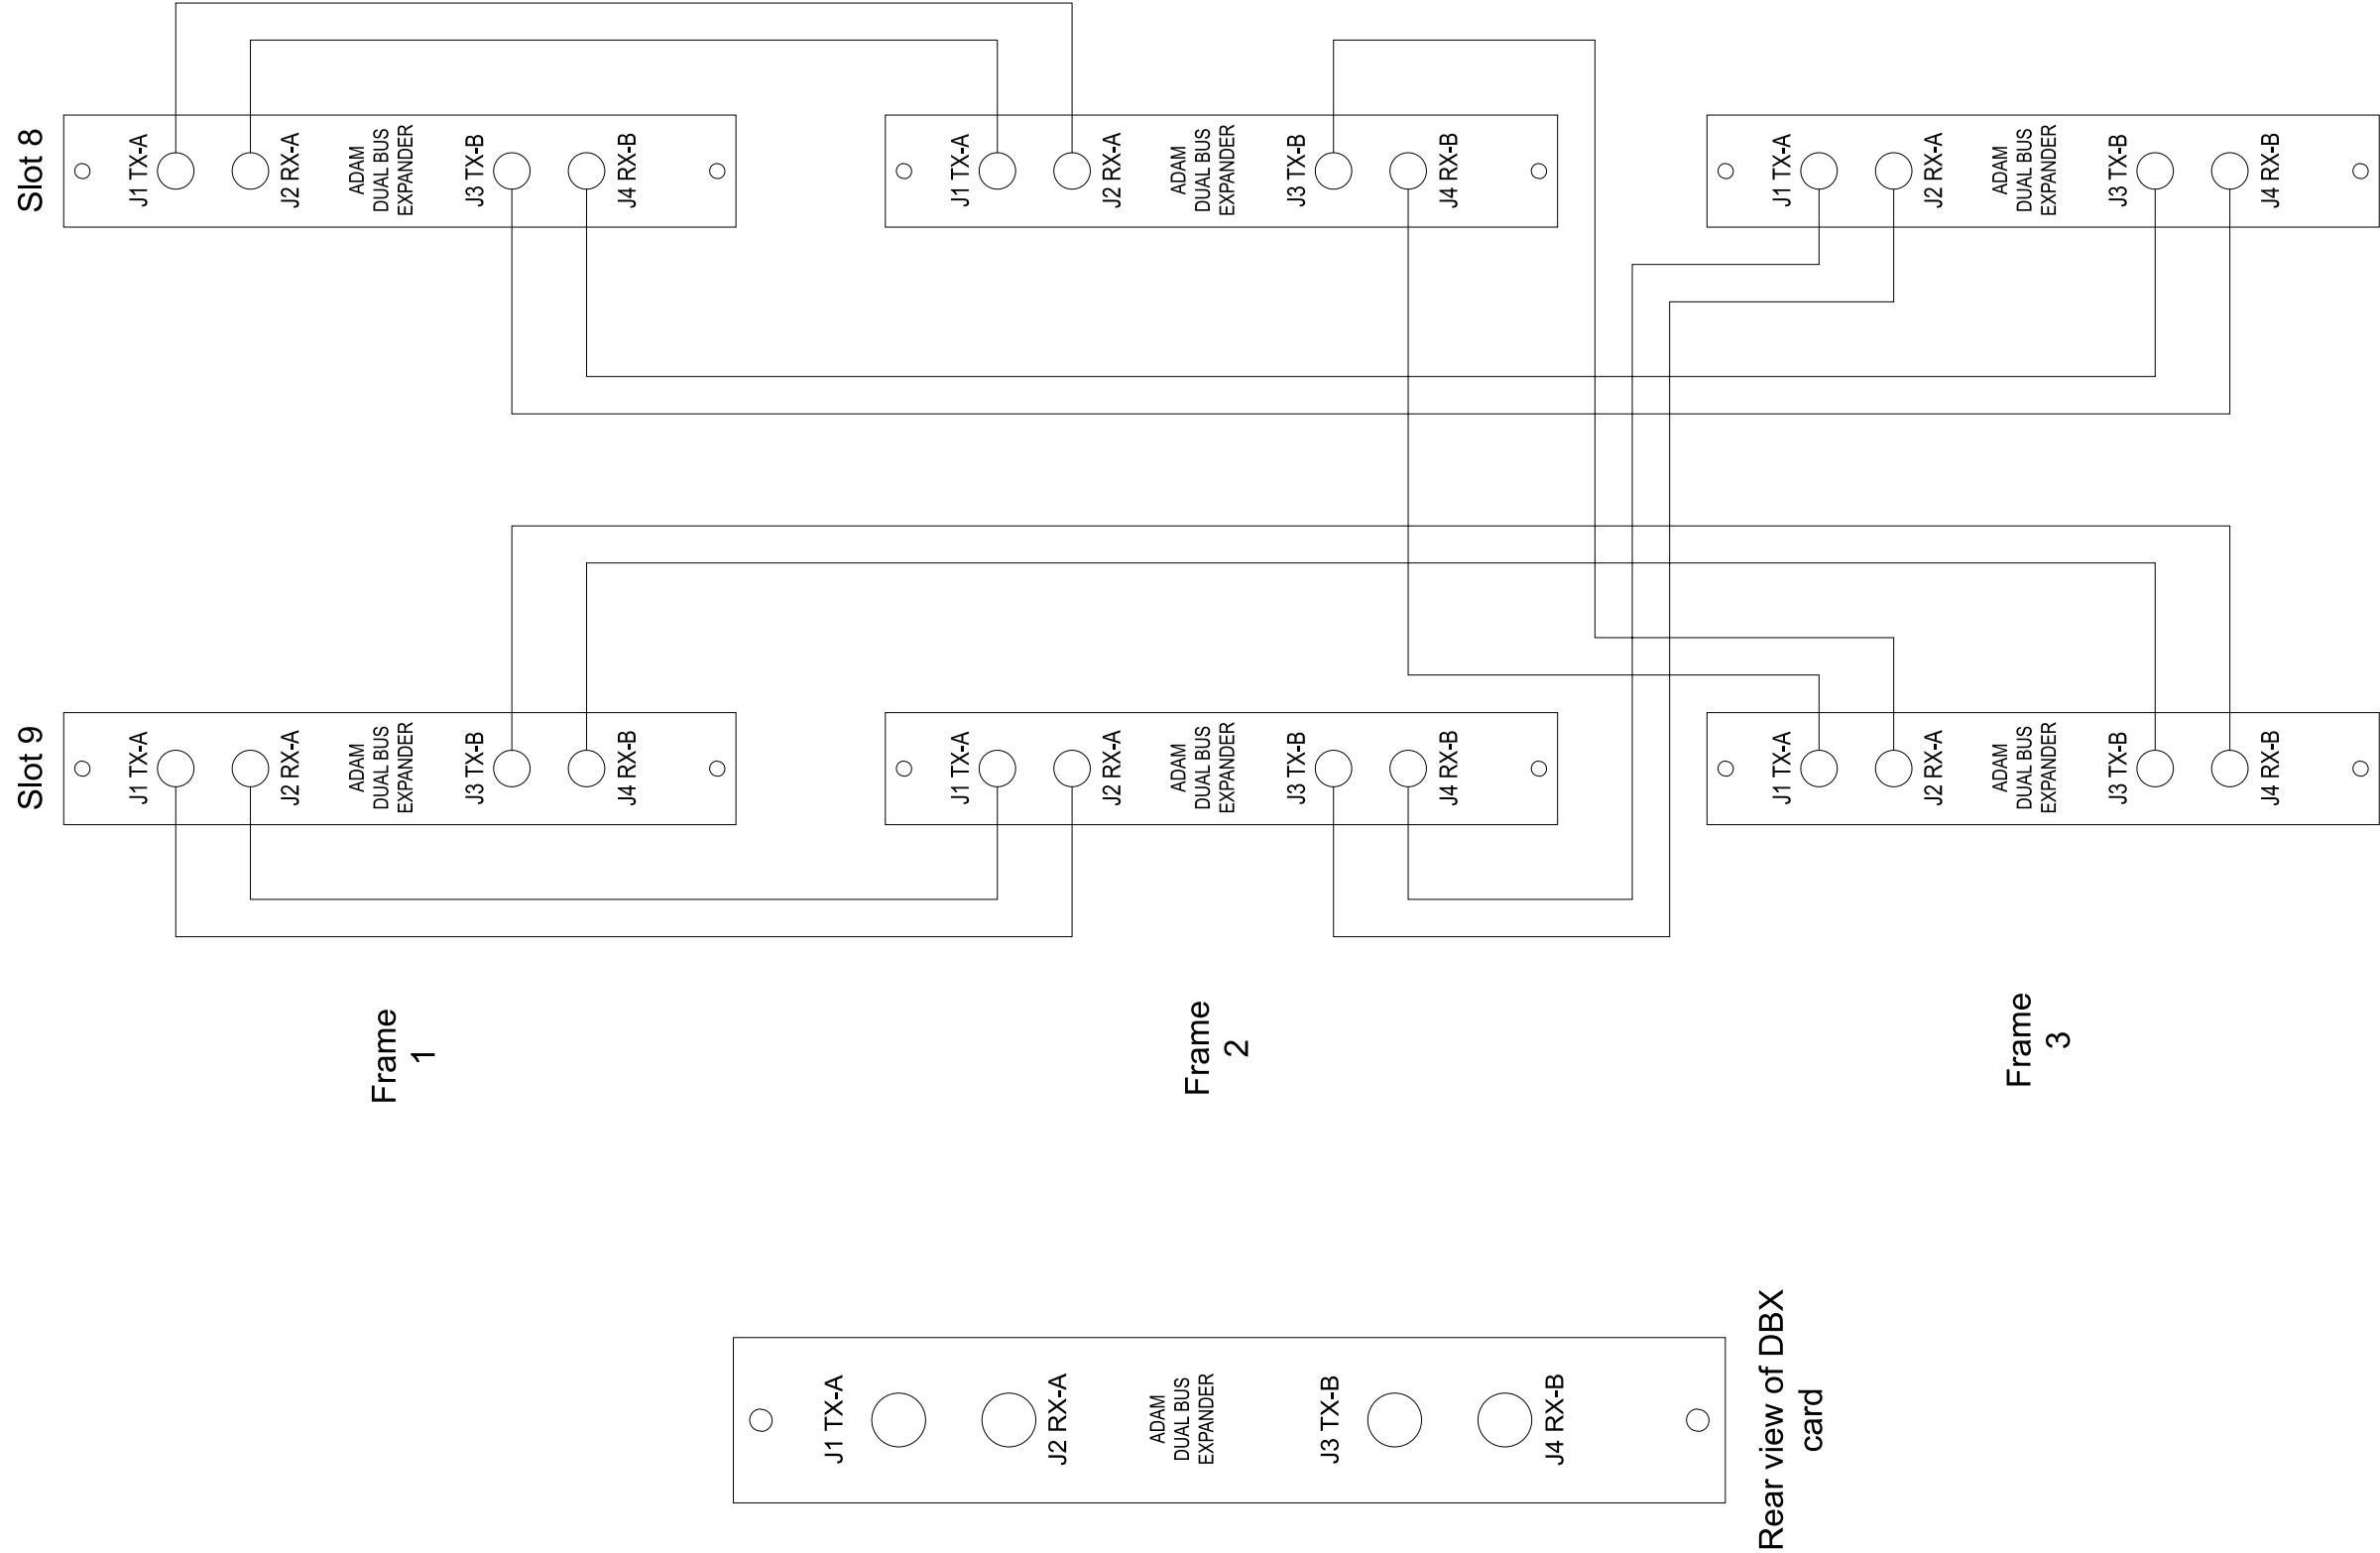 Slot 8
J1 TX-A
J2 RX-A
ADAM
DUAL BUS
EXPANDER
J3 TX-B
J4 RX-B
J1 TX-A
J2 RX-A
ADAM
DUAL BUS
EXPANDER
J3 TX-B
J4 RX-B
J1 TX-A
J2 RX-A
ADAM
DUAL BUS
EXPANDER
J3 TX-B
J4 RX-B
Slot 9
J1 TX-A
J2 RX-A
ADAM
DUAL BUS
EXPANDER
J3 TX-B
J4 RX-B
J1 TX-A
J2 RX-A
ADAM
DUAL BUS
EXPANDER
J3 TX-B
J4 RX-B
J1 TX-A
J2 RX-A
ADAM
DUAL BUS
EXPANDER
J3 TX-B
J4 RX-B
Frame
1
Frame
2
Frame
3
J1 TX-A
J2 RX-A
ADAM
DUAL BUS
EXPANDER
J3 TX-B
J4 RX-B
Rear view of DBX
card